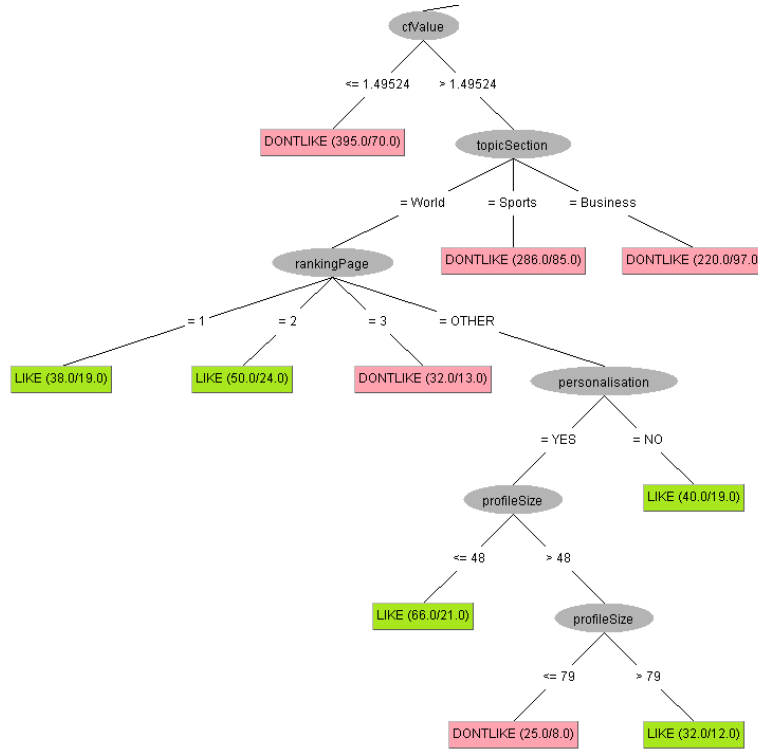 cfValue
<= 1.49524
> 1.49524
DONTLIKE (395.0/70.0)
topicSection
= World
= Sports
= Business
rankingPage
DONTLIKE (286.0/85.0)
DONTLIKE (220.0/97.0
= 1
= 2
= 3
= OTHER
LIKE (38.0/19.0)
LIKE (50.0/24.0)
DONTLIKE (32.0/13.0)
personalisation
= YES
= NO
profileSize
LIKE (40.0/19.0)
<= 48
> 48
LIKE (66.0/21.0)
profileSize
<= 79
> 79
DONTLIKE (25.0/8.0)
LIKE (32.0/12.0)